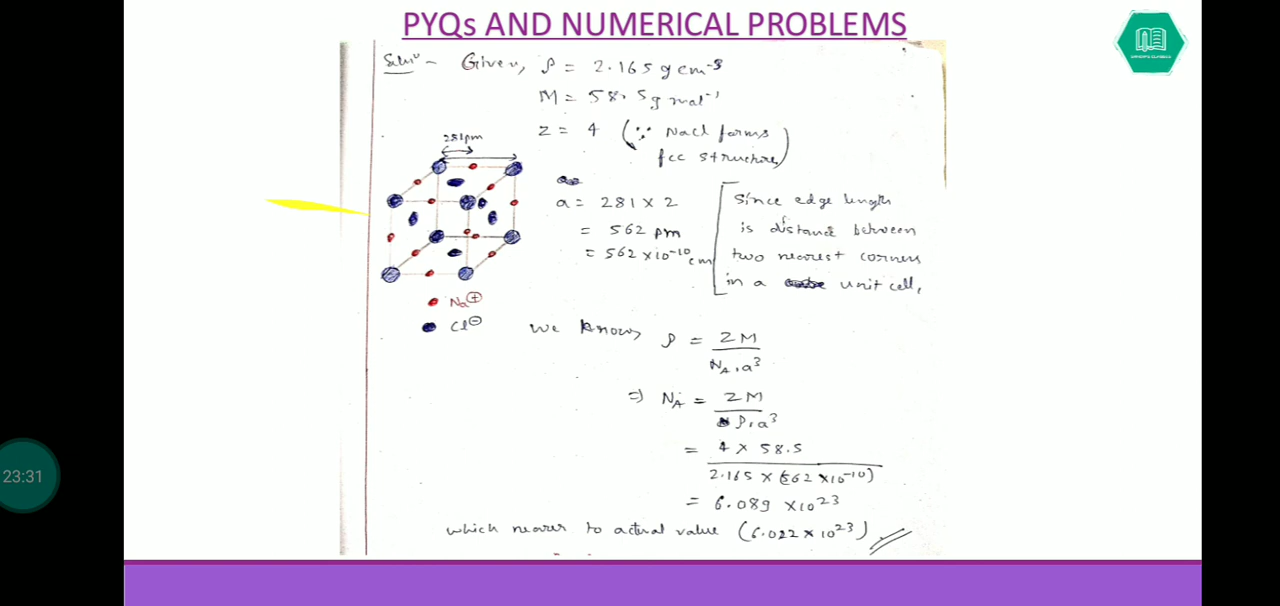 PYQs AND NUMERICAL PROBLEMS
Soluⁿ - Given, ρ = 2.165 g cm⁻³
M = 58.5 g mol⁻¹
Z = 4 (∵ NaCl forms
fcc structure)
281pm
a = 281 × 2
= 562 pm
= 562 × 10⁻¹⁰ cm
Since edge length
is distance between
two nearest corners
in a unit cell,
Na⊕
Cl⊖
We know, ρ = ZM / N_A . a³
⇒ N_A = ZM / ρ . a³
= 4 × 58.5 / 2.165 × (562 × 10⁻¹⁰)
= 6.089 × 10²³
which nearer to actual value (6.022 × 10²³)
23:31